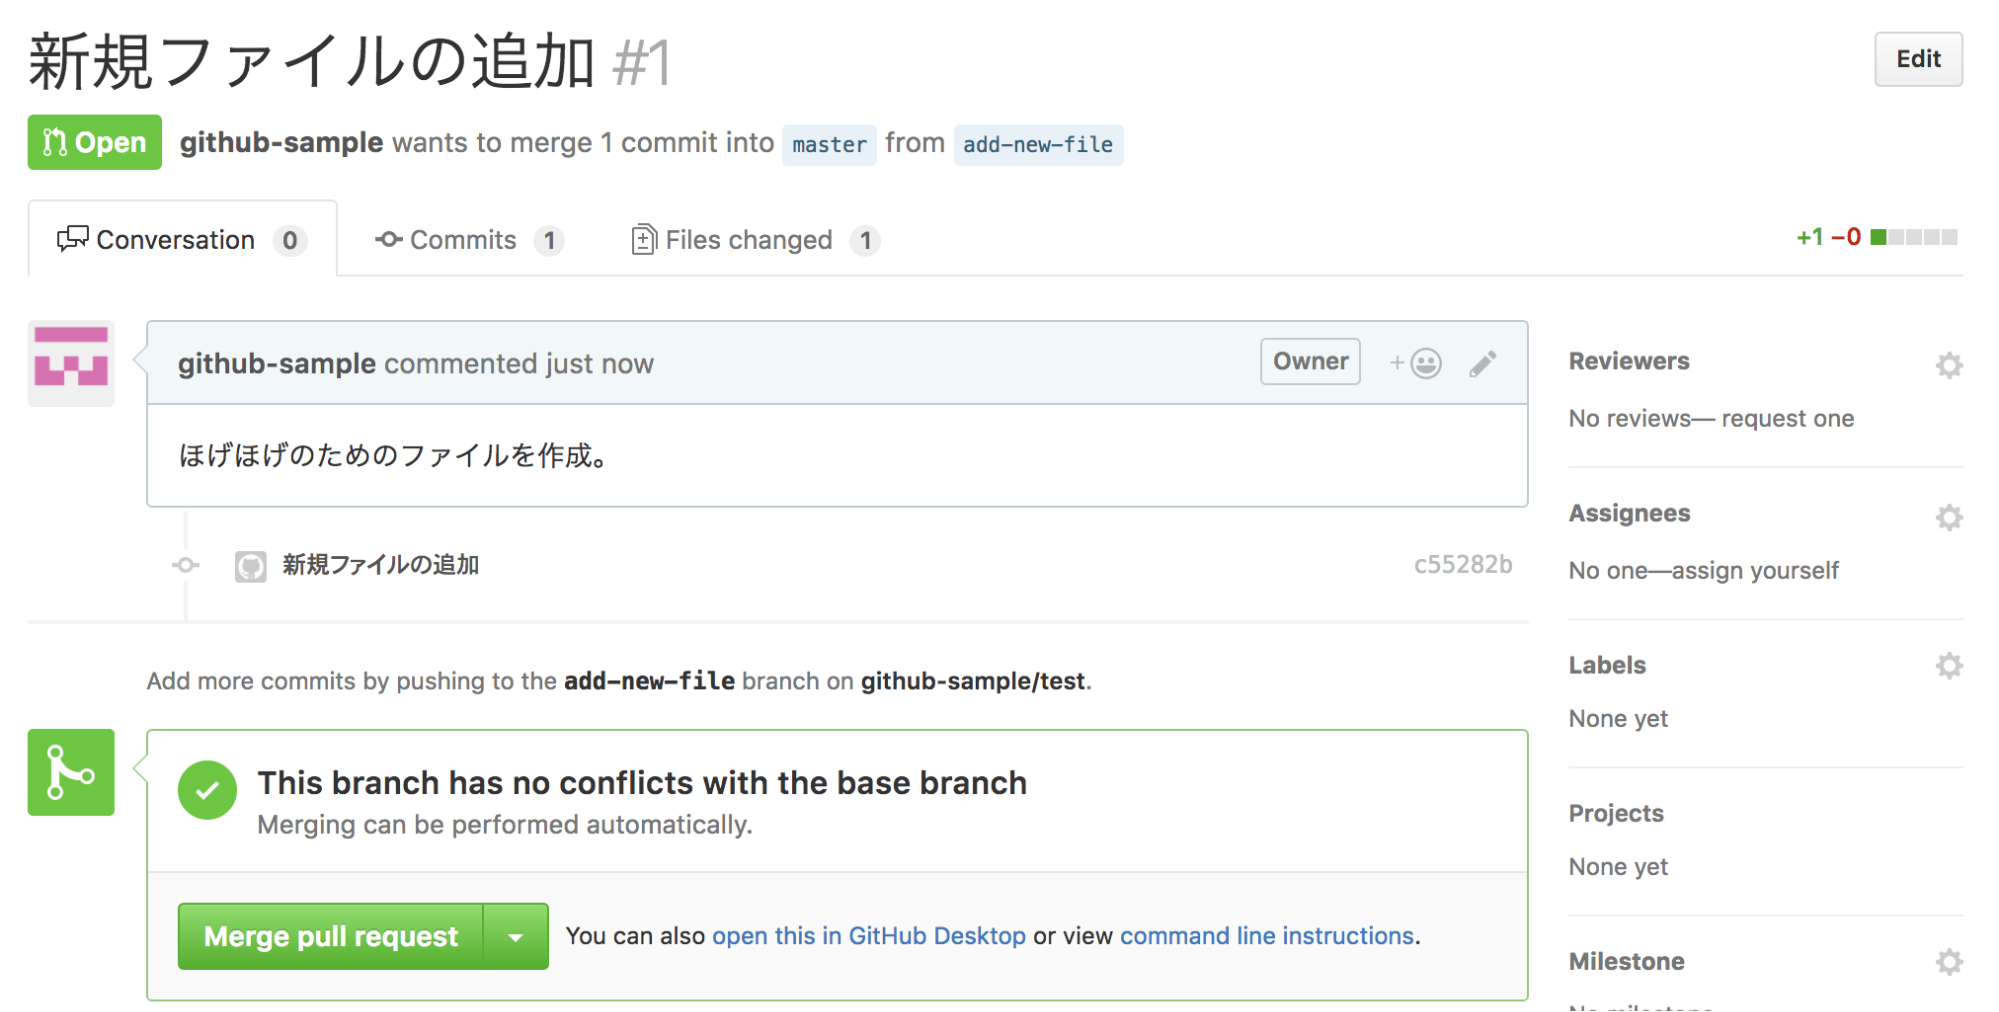 新規ファイルの追加 #1
Edit
Open github-sample wants to merge 1 commit into master from add-new-file
Conversation 0 Commits 1 Files changed 1
+1 −0
github-sample commented just now
Owner
ほげほげのためのファイルを作成。
新規ファイルの追加 c55282b
Add more commits by pushing to the add-new-file branch on github-sample/test.
This branch has no conflicts with the base branch
Merging can be performed automatically.
Merge pull request
You can also open this in GitHub Desktop or view command line instructions.
Reviewers
No reviews— request one
Assignees
No one—assign yourself
Labels
None yet
Projects
None yet
Milestone
No milestone